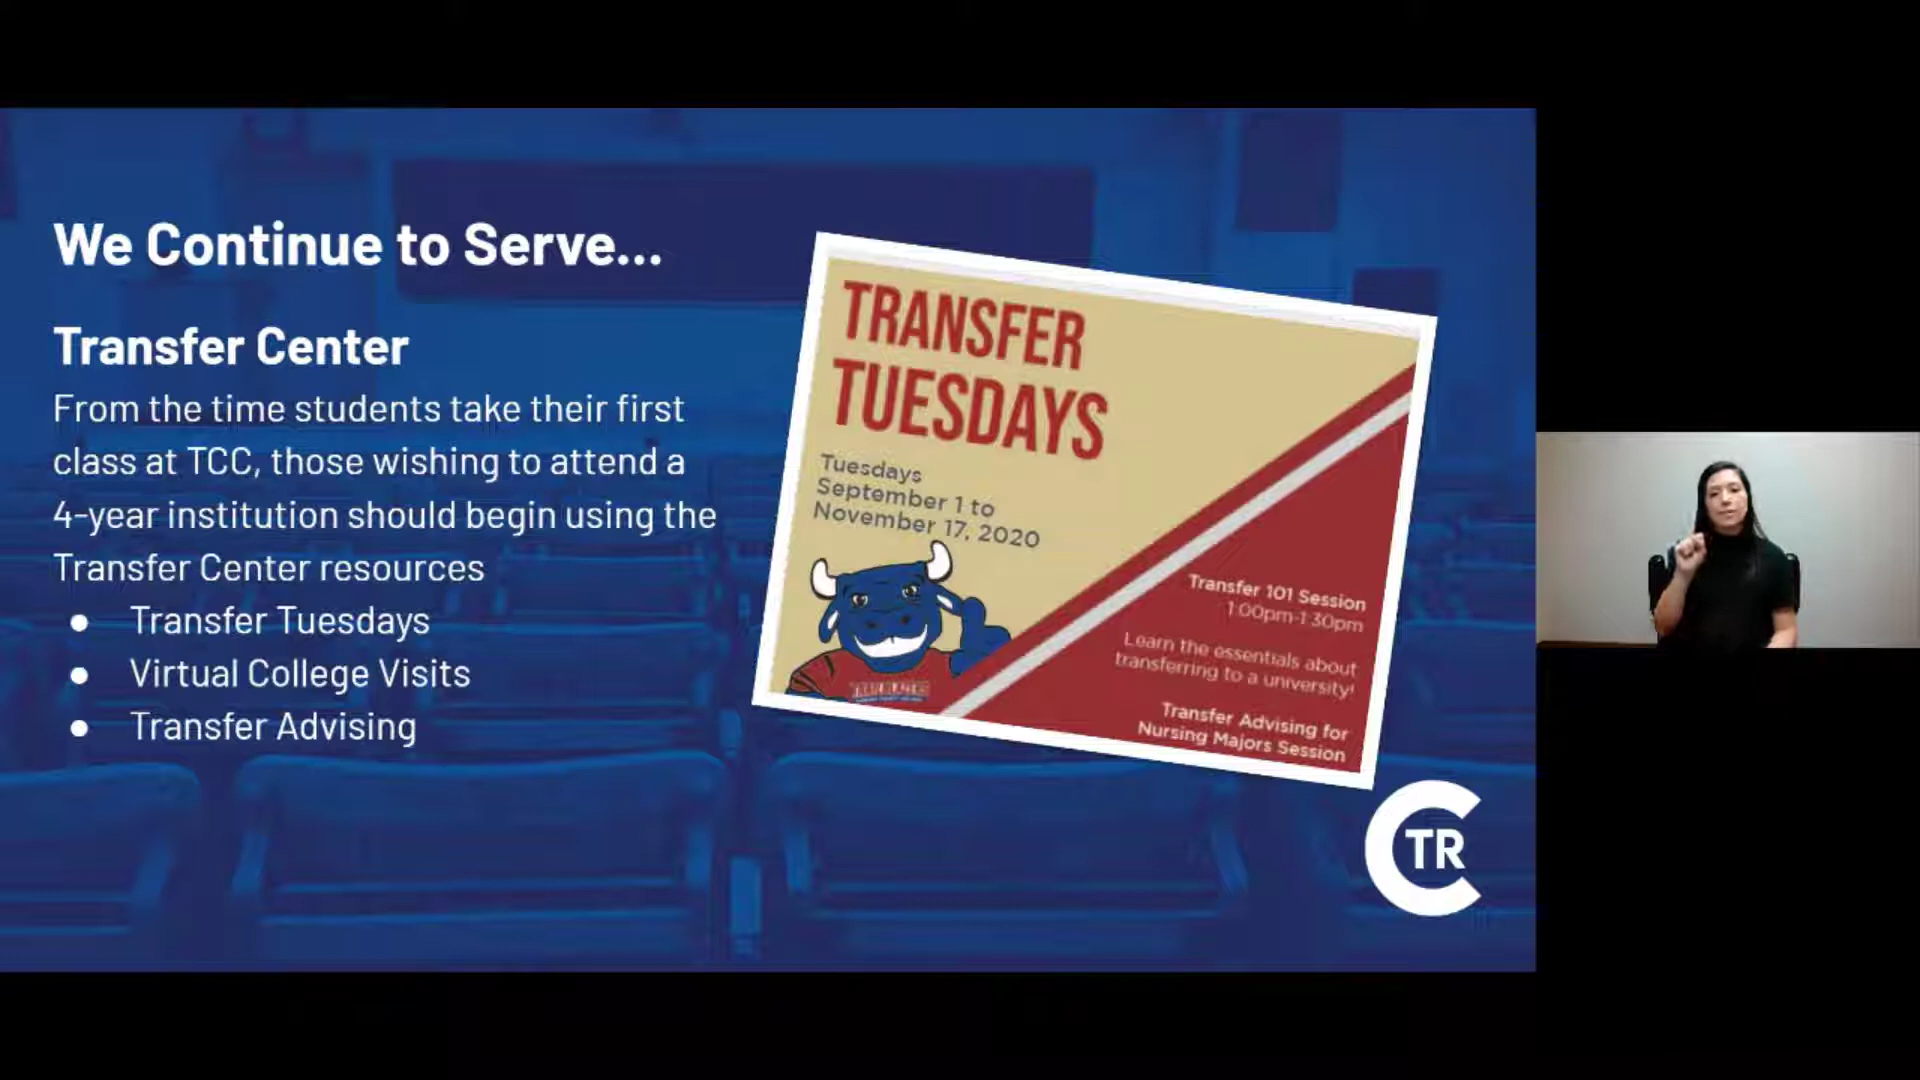 We Continue to Serve...
Transfer Center
From the time students take their first
class at TCC, those wishing to attend a
4-year institution should begin using the
Transfer Center resources
● Transfer Tuesdays
● Virtual College Visits
● Transfer Advising
TRANSFER
TUESDAYS
Tuesdays
September 1 to
November 17, 2020
Transfer 101 Session
1:00pm-1:30pm
Learn the essentials about
transferring to a university!
Transfer Advising for
Nursing Majors Session
CTR